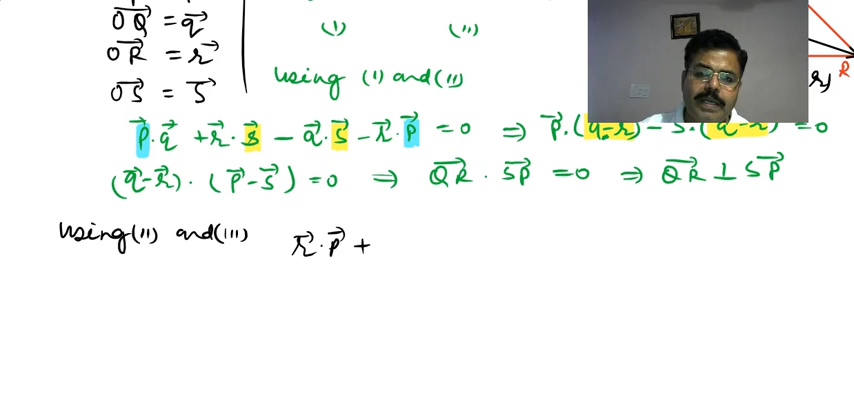 OQ⃗ = q⃗
OR⃗ = r⃗
OS⃗ = S⃗
(I) (II)
using (I) and (II)
p⃗.q⃗ + r⃗.s⃗ − q⃗.s⃗ − r⃗.p⃗ = 0 ⇒ p⃗.(q−r) − s.(q−r) = 0
(q⃗−r⃗).(p⃗−s⃗) = 0 ⇒ QR⃗ . SP⃗ = 0 ⇒ QR⃗ ⊥ SP⃗
using (II) and (III) r⃗.p⃗ +
R
r)